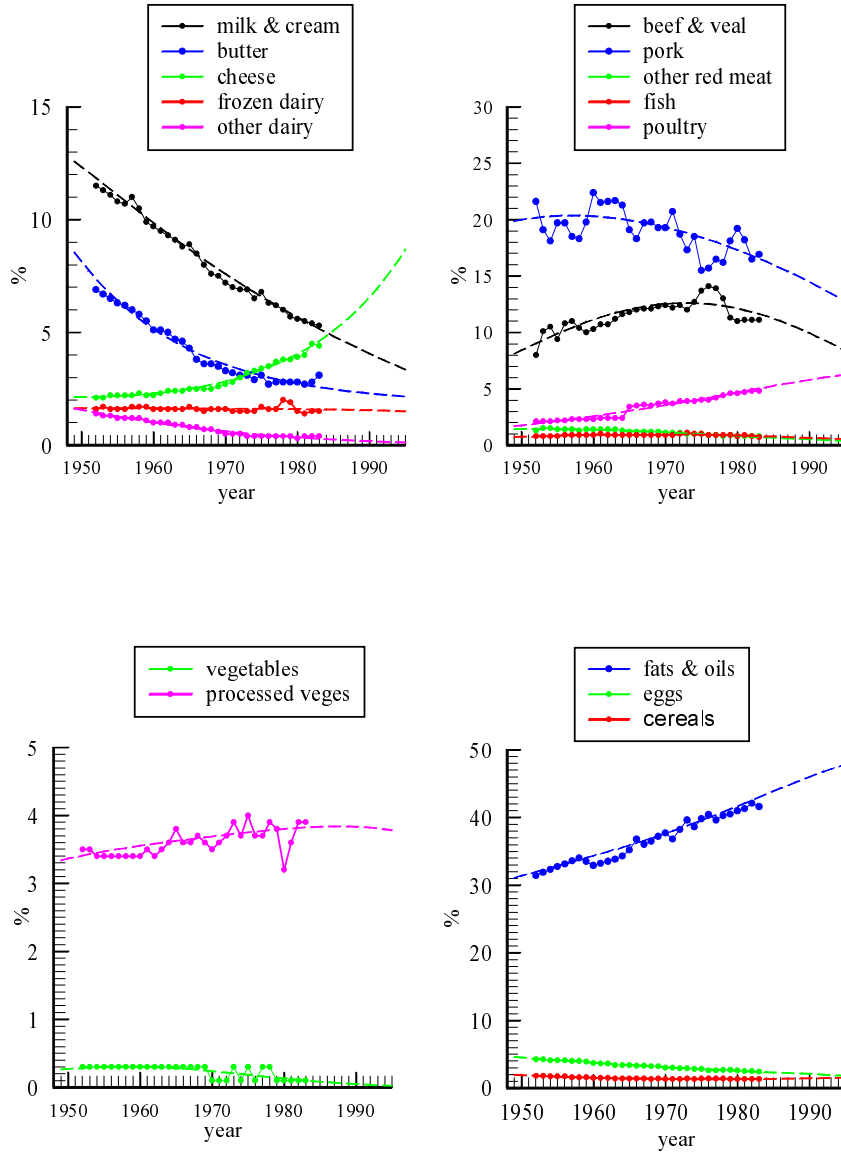 milk & cream
butter
cheese
frozen dairy
other dairy
15
10
5
0
%
1950 1960 1970 1980 1990
year
beef & veal
pork
other red meat
fish
poultry
30
25
20
15
10
5
0
%
1950 1960 1970 1980 1990
year
vegetables
processed veges
5
4
3
2
1
0
%
1950 1960 1970 1980 1990
year
fats & oils
eggs
cereals
50
40
30
20
10
0
%
1950 1960 1970 1980 1990
year